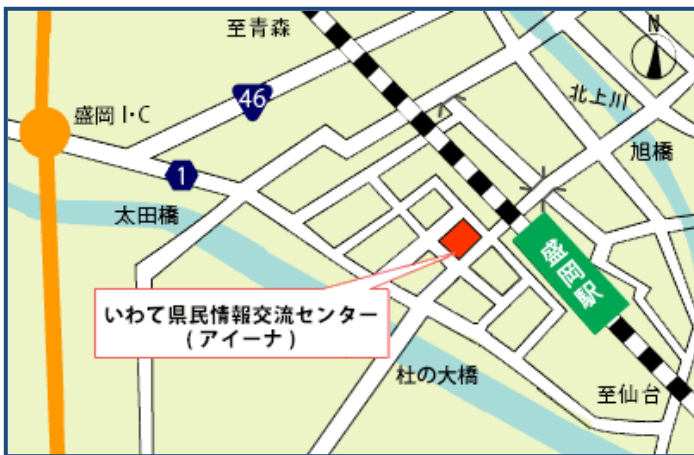 至青森
N
46
北上川
盛岡I・C
旭橋
1
太田橋
盛岡駅
いわて県民情報交流センター
(アイーナ)
杜の大橋
至仙台